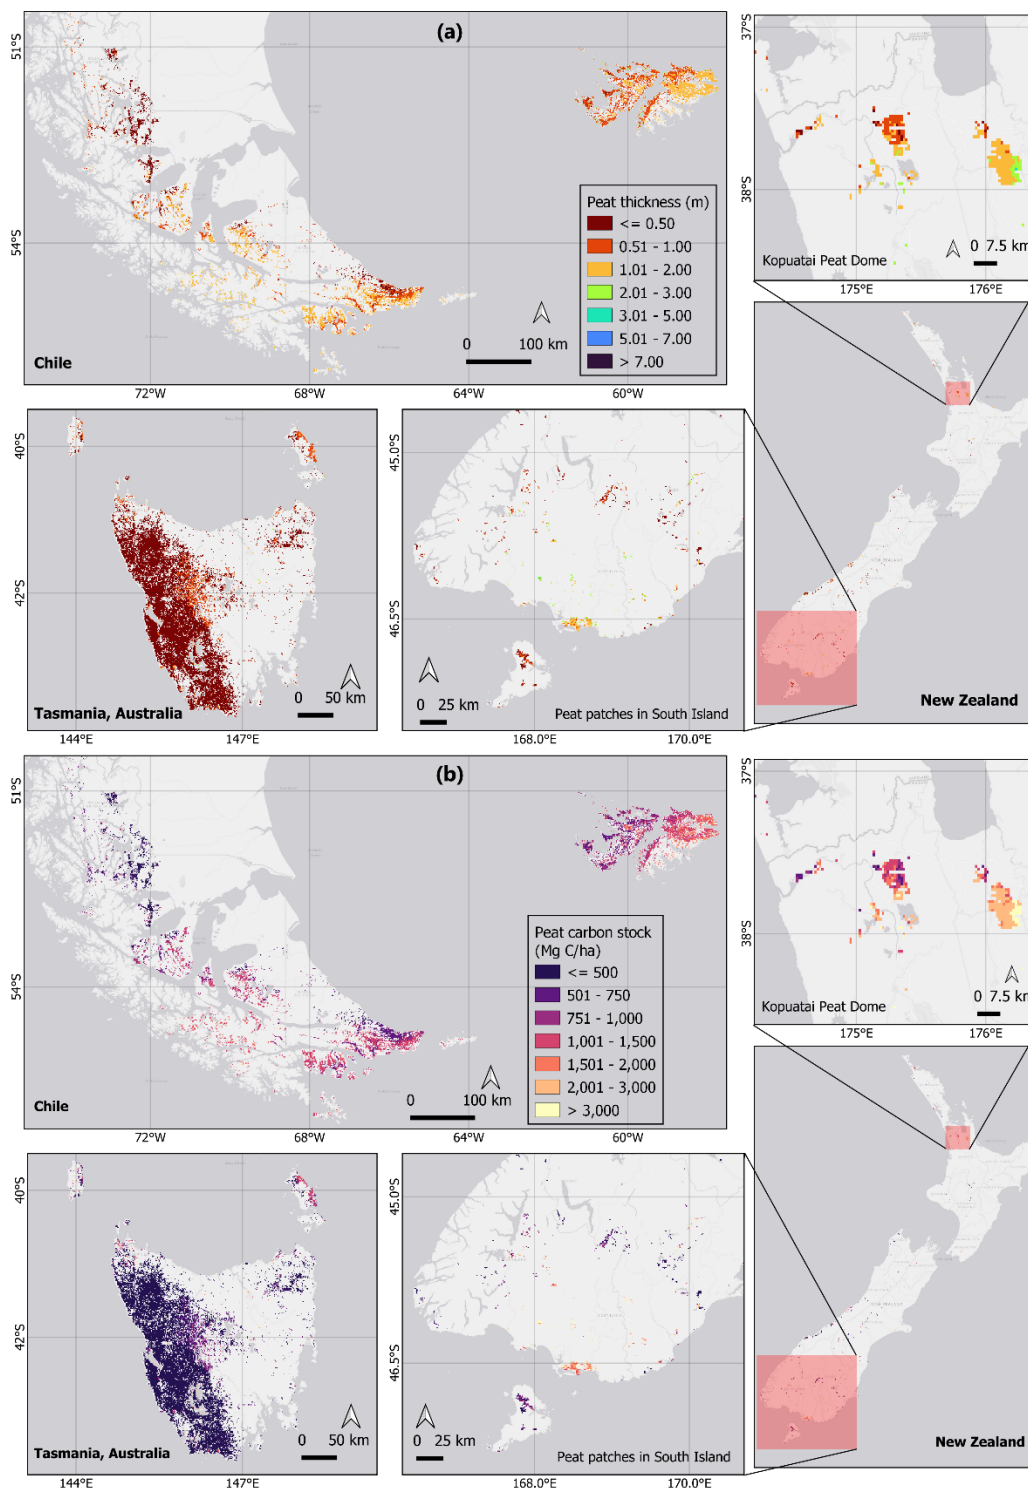 (a)
51°S
54°S
Peat thickness (m)
<= 0.50
0.51 - 1.00
1.01 - 2.00
2.01 - 3.00
3.01 - 5.00
5.01 - 7.00
> 7.00
0 100 km
Chile
72°W 68°W 64°W 60°W
37°S
38°S
Kopuatai Peat Dome
0 7.5 km
175°E 176°E
40°S
42°S
0 50 km
Tasmania, Australia
144°E 147°E
45.0°S
46.5°S
0 25 km
Peat patches in South Island
168.0°E 170.0°E
New Zealand
(b)
51°S
54°S
Peat carbon stock
(Mg C/ha)
<= 500
501 - 750
751 - 1,000
1,001 - 1,500
1,501 - 2,000
2,001 - 3,000
> 3,000
0 100 km
Chile
72°W 68°W 64°W 60°W
37°S
38°S
Kopuatai Peat Dome
0 7.5 km
175°E 176°E
40°S
42°S
0 50 km
Tasmania, Australia
144°E 147°E
45.0°S
46.5°S
0 25 km
Peat patches in South Island
168.0°E 170.0°E
New Zealand